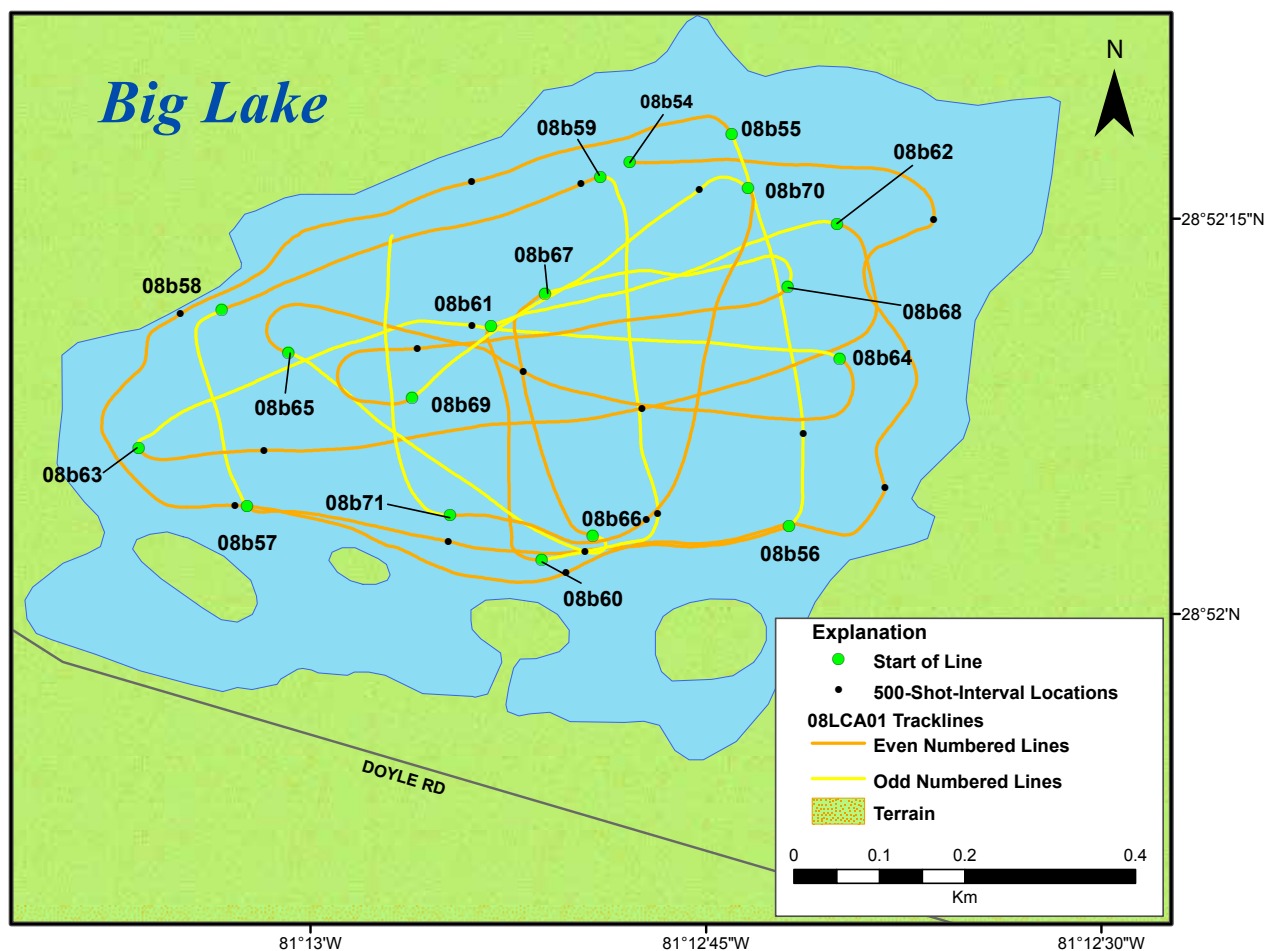 Big Lake
N
08b54
08b59
08b55
08b62
08b70
28°52'15"N
08b67
08b58
08b61
08b68
08b64
08b65
08b69
08b63
08b71
08b66
08b57
08b56
08b60
28°52'N
DOYLE RD
Explanation
Start of Line
500-Shot-Interval Locations
08LCA01 Tracklines
Even Numbered Lines
Odd Numbered Lines
Terrain
0 0.1 0.2 0.4
Km
81°13'W 81°12'45"W 81°12'30"W